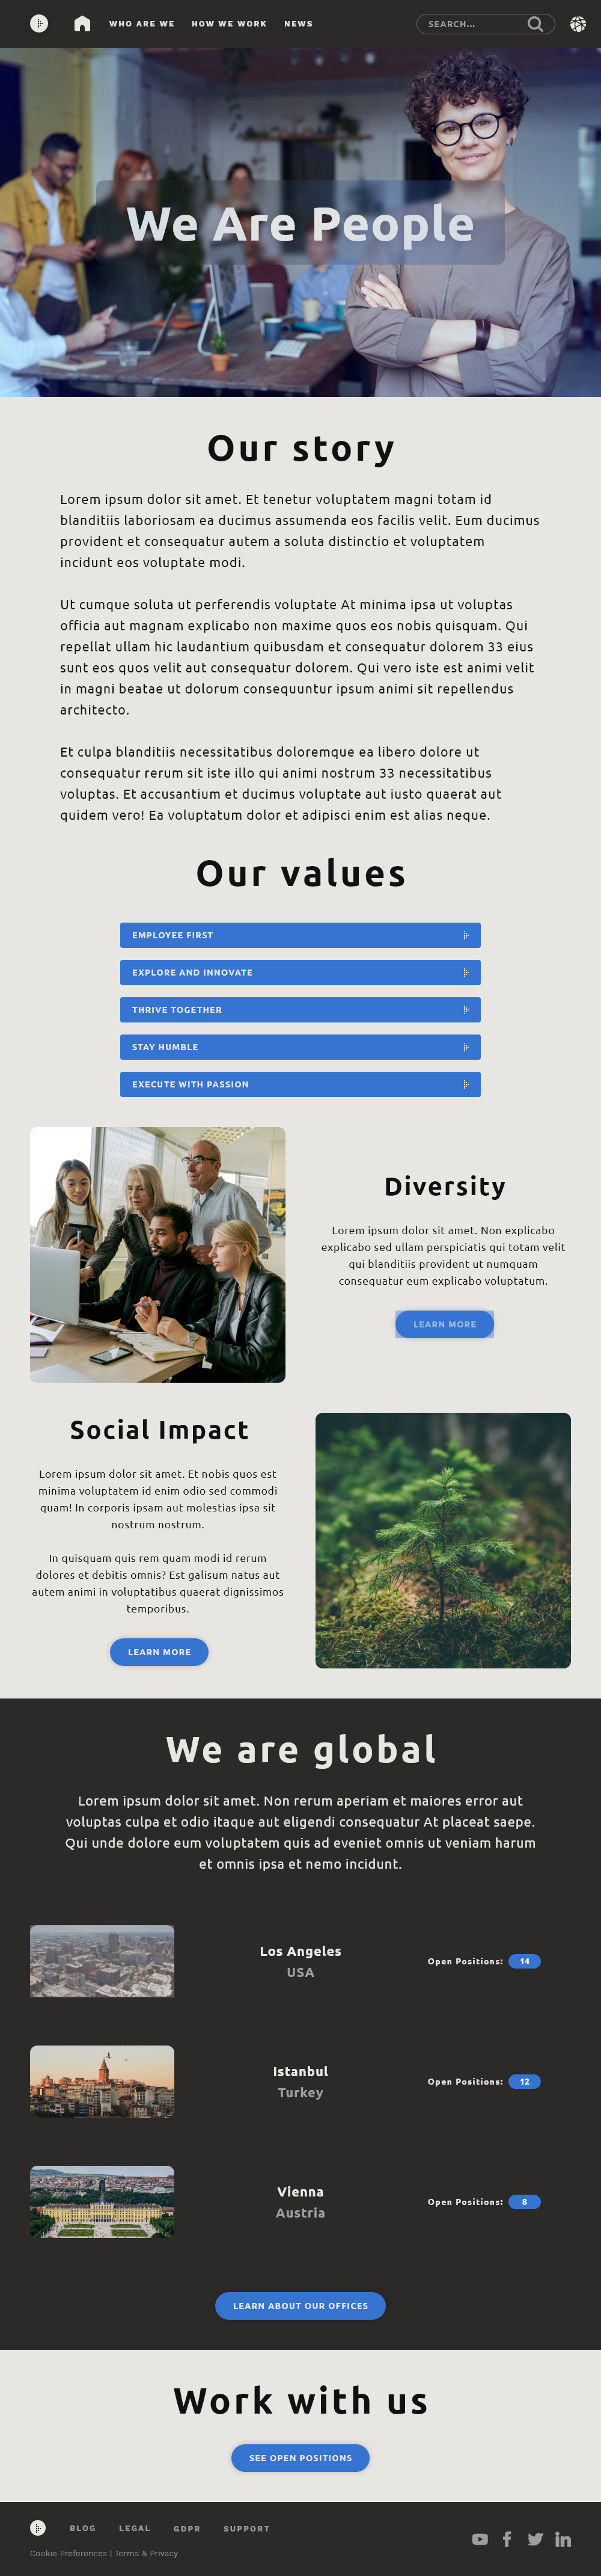 WHO ARE WE
HOW WE WORK
NEWS
SEARCH...
We Are People
Our story
Lorem ipsum dolor sit amet. Et tenetur voluptatem magni totam id
blanditiis laboriosam ea ducimus assumenda eos facilis velit. Eum ducimus
provident et consequatur autem a soluta distinctio et voluptatem
incidunt eos voluptate modi.
Ut cumque soluta ut perferendis voluptate At minima ipsa ut voluptas
officia aut magnam explicabo non maxime quos eos nobis quisquam. Qui
repellat ullam hic laudantium quibusdam et consequatur dolorem 33 eius
sunt eos quos velit aut consequatur dolorem. Qui vero iste est animi velit
in magni beatae ut dolorum consequuntur ipsum animi sit repellendus
architecto.
Et culpa blanditiis necessitatibus doloremque ea libero dolore ut
consequatur rerum sit iste illo qui animi nostrum 33 necessitatibus
voluptas. Et accusantium et ducimus voluptate aut iusto quaerat aut
quidem vero! Ea voluptatum dolor et adipisci enim est alias neque.
Our values
EMPLOYEE FIRST
EXPLORE AND INNOVATE
THRIVE TOGETHER
STAY HUMBLE
EXECUTE WITH PASSION
Diversity
Lorem ipsum dolor sit amet. Non explicabo
explicabo sed ullam perspiciatis qui totam velit
qui blanditiis provident ut numquam
consequatur eum explicabo voluptatum.
LEARN MORE
Social Impact
Lorem ipsum dolor sit amet. Et nobis quos est
minima voluptatem id enim odio sed commodi
quam! In corporis ipsam aut molestias ipsa sit
nostrum nostrum.
In quisquam quis rem quam modi id rerum
dolores et debitis omnis? Est galisum natus aut
autem animi in voluptatibus quaerat dignissimos
temporibus.
LEARN MORE
We are global
Lorem ipsum dolor sit amet. Non rerum aperiam et maiores error aut
voluptas culpa et odio itaque aut eligendi consequatur At placeat saepe.
Qui unde dolore eum voluptatem quis ad eveniet omnis ut veniam harum
et omnis ipsa et nemo incidunt.
Los Angeles
USA
Open Positions: 14
Istanbul
Turkey
Open Positions: 12
Vienna
Austria
Open Positions: 8
LEARN ABOUT OUR OFFICES
Work with us
SEE OPEN POSITIONS
BLOG
LEGAL
GDPR
SUPPORT
Cookie Preferences | Terms & Privacy